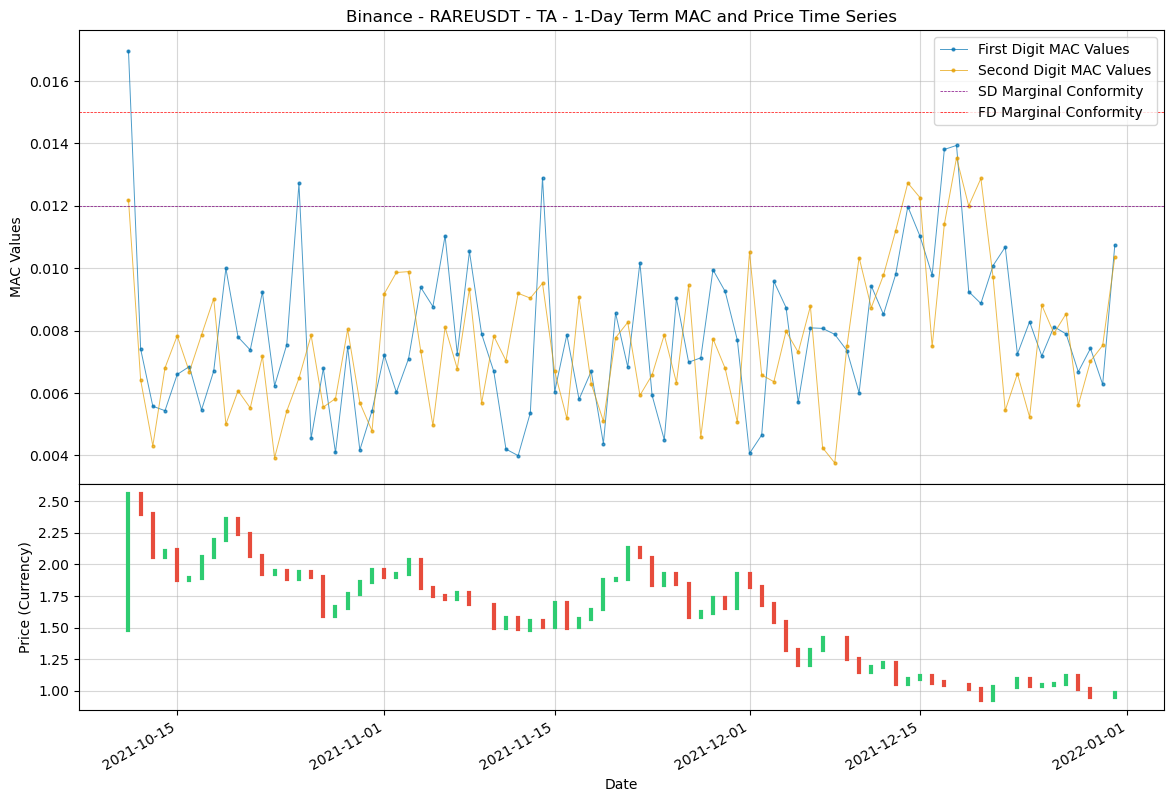 Binance - RAREUSDT - TA - 1-Day Term MAC and Price Time Series
First Digit MAC Values
Second Digit MAC Values
SD Marginal Conformity
FD Marginal Conformity
MAC Values
0.016
0.014
0.012
0.010
0.008
0.006
0.004
Price (Currency)
2.50
2.25
2.00
1.75
1.50
1.25
1.00
2021-10-15
2021-11-01
2021-11-15
2021-12-01
2021-12-15
2022-01-01
Date